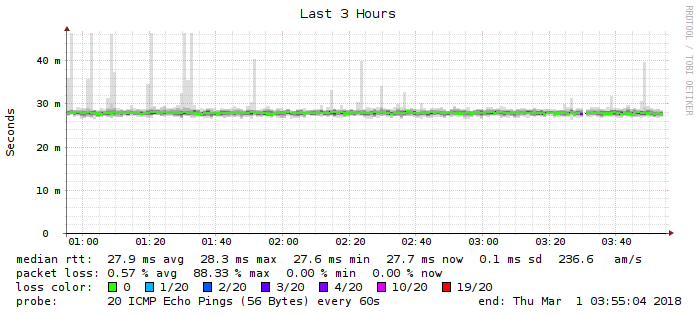 Last 3 Hours
RRDTOOL / TOBI OETIKER
Seconds
40 m
30 m
20 m
10 m
0
01:00 01:20 01:40 02:00 02:20 02:40 03:00 03:20 03:40
median rtt: 27.9 ms avg 28.3 ms max 27.6 ms min 27.7 ms now 0.1 ms sd 236.6 am/s
packet loss: 0.57 % avg 88.33 % max 0.00 % min 0.00 % now
loss color: 0 1/20 2/20 3/20 4/20 10/20 19/20
probe: 20 ICMP Echo Pings (56 Bytes) every 60s end: Thu Mar 1 03:55:04 2018